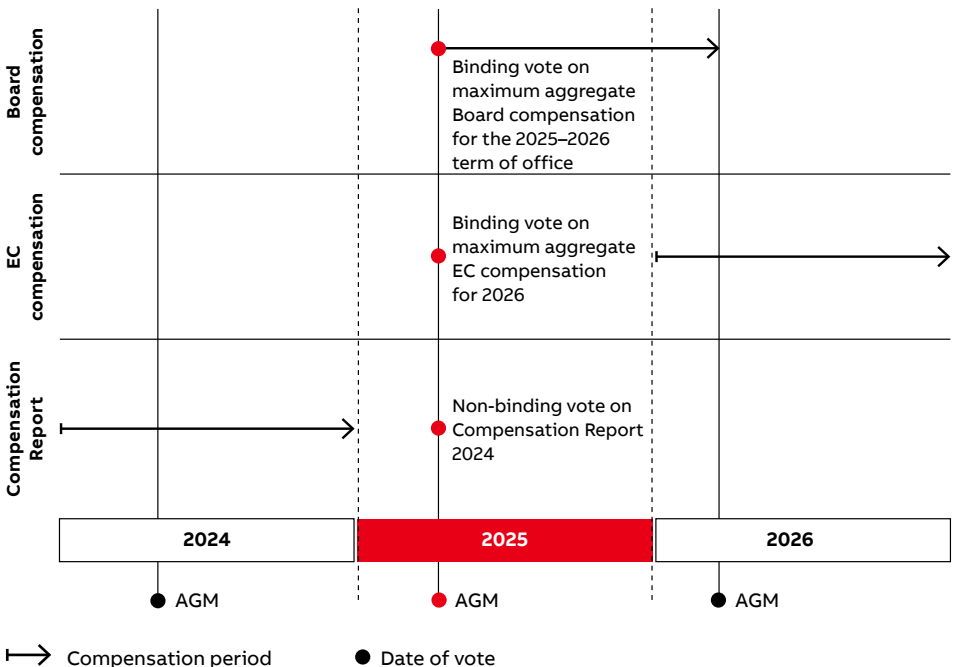 Board
compensation
Binding vote on
maximum aggregate
Board compensation
for the 2025–2026
term of office
EC
compensation
Binding vote on
maximum aggregate
EC compensation
for 2026
Compensation
Report
Non-binding vote on
Compensation Report
2024
2024
2025
2026
AGM
AGM
AGM
Compensation period
Date of vote